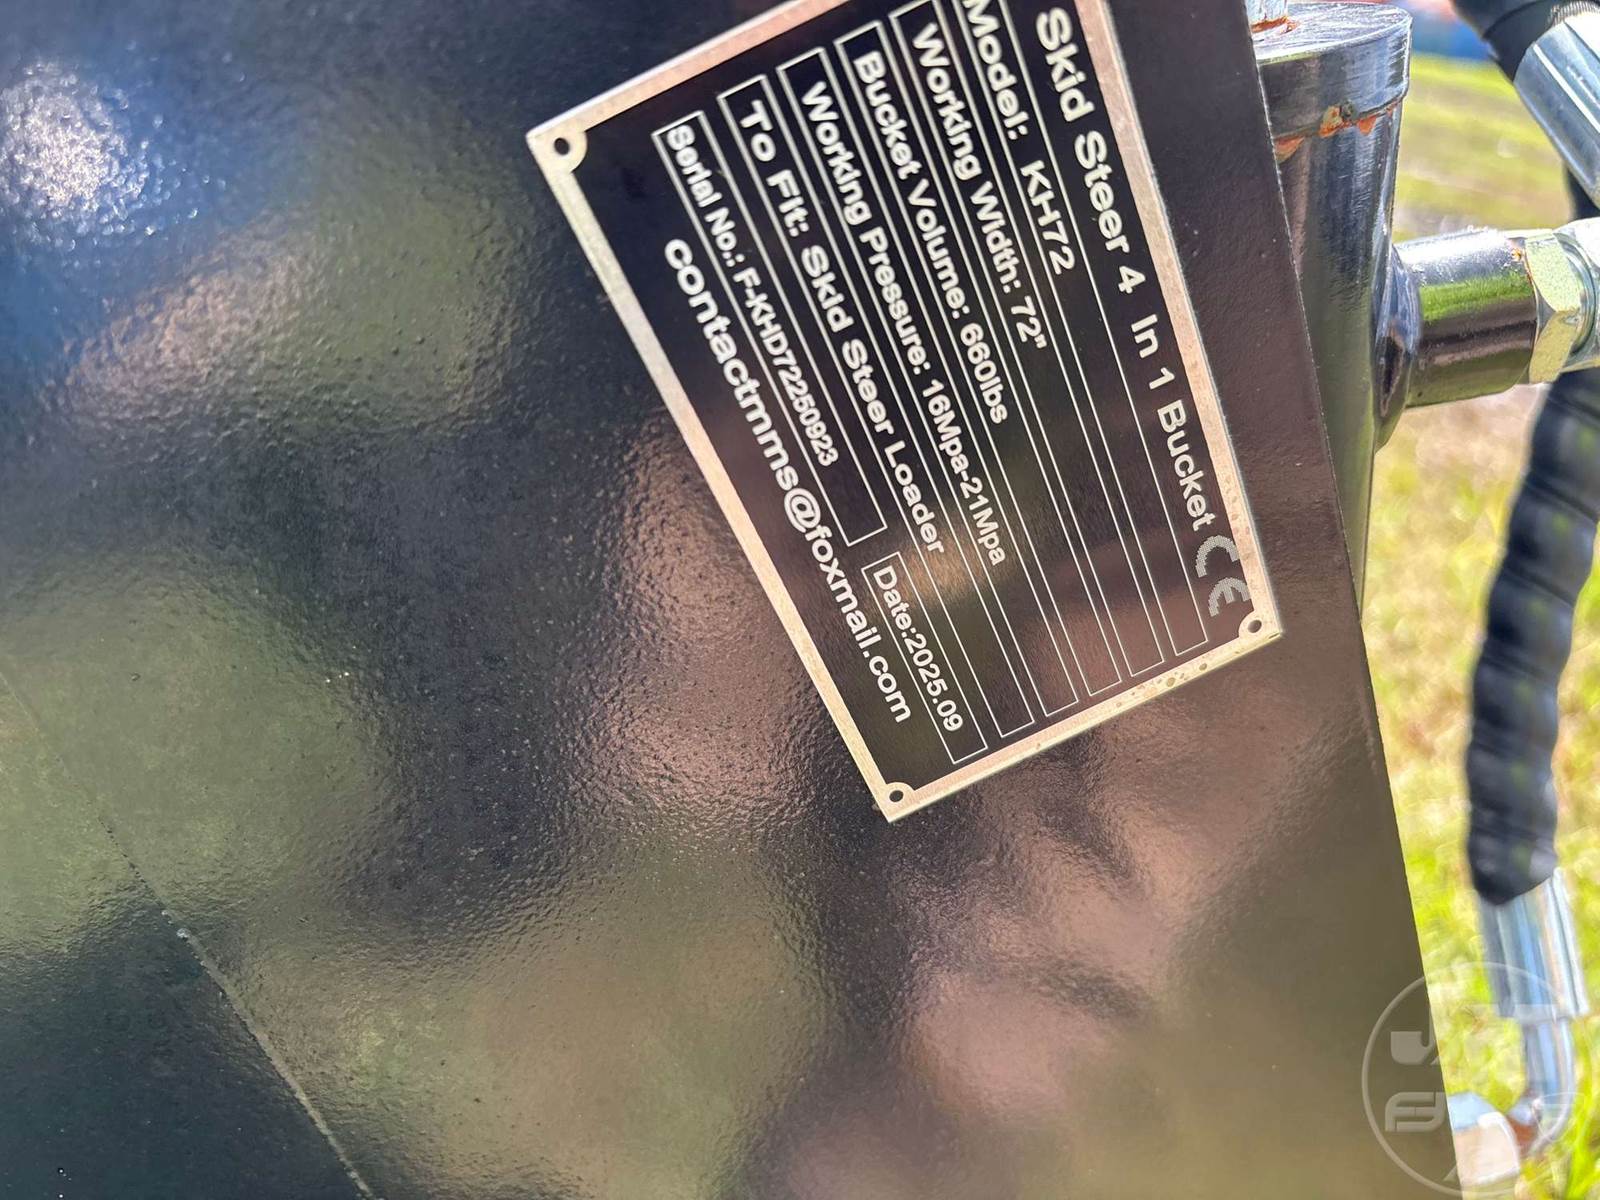 Skid Steer 4 In 1 Bucket CE
Model: KH72
Working Width: 72"
Bucket Volume: 660lbs
Working Pressure: 16Mpa-21Mpa
To Fit: Skid Steer Loader
Serial No.: F-KHD722250923 Date:2025.09
contactmms@foxmail.com